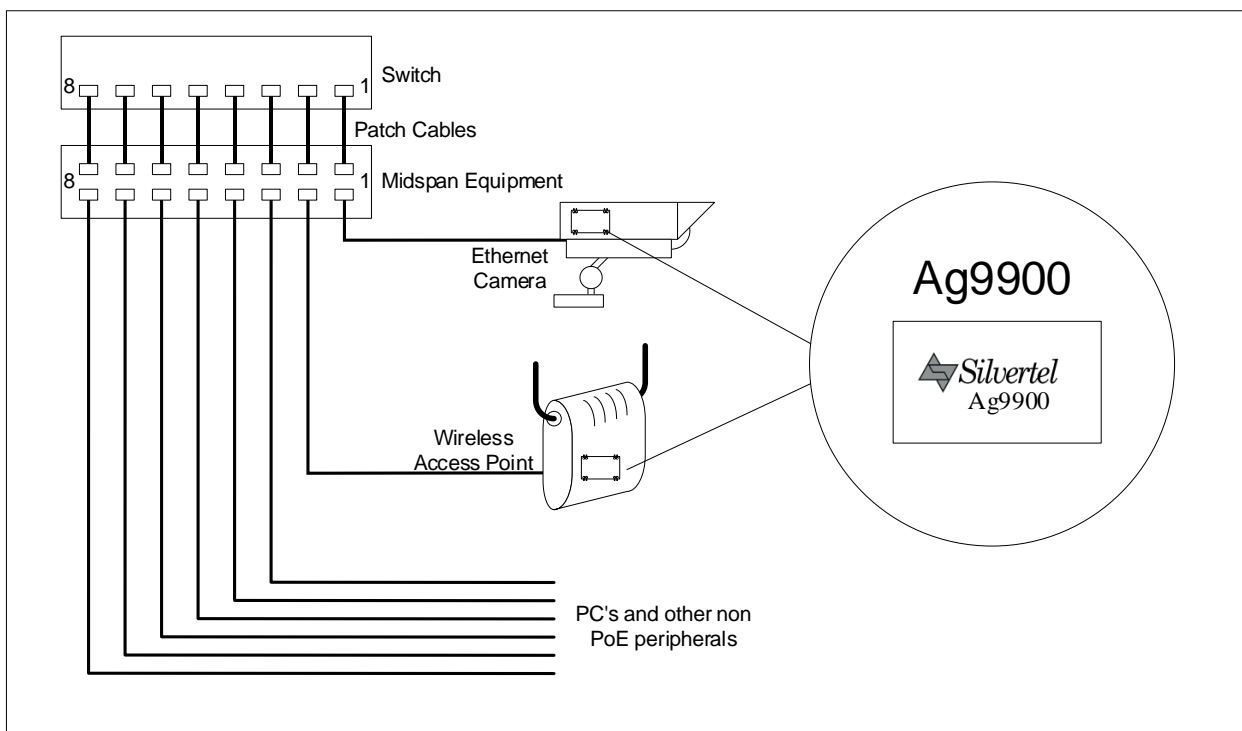 8
1
Switch
Patch Cables
8
1
Midspan Equipment
Ethernet
Camera
Ag9900
Silvertel
Ag9900
Wireless
Access Point
PC's and other non
PoE peripherals